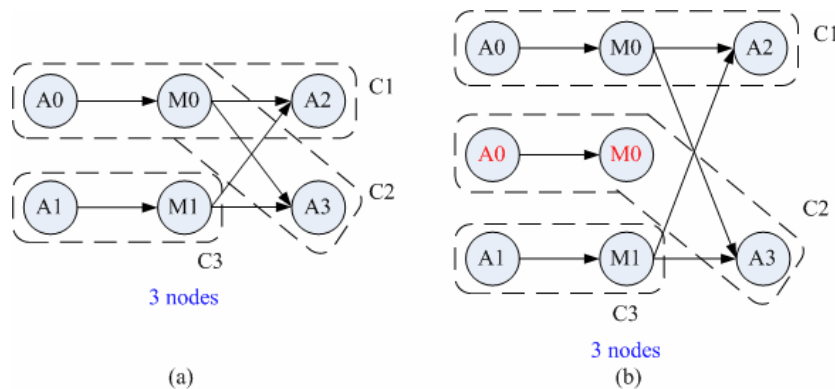 A0 M0 A2 C1
A1 M1 A3 C2
C3
3 nodes
(a)
A0 M0 A2 C1
A0 M0
C2
A1 M1 A3
C3
3 nodes
(b)